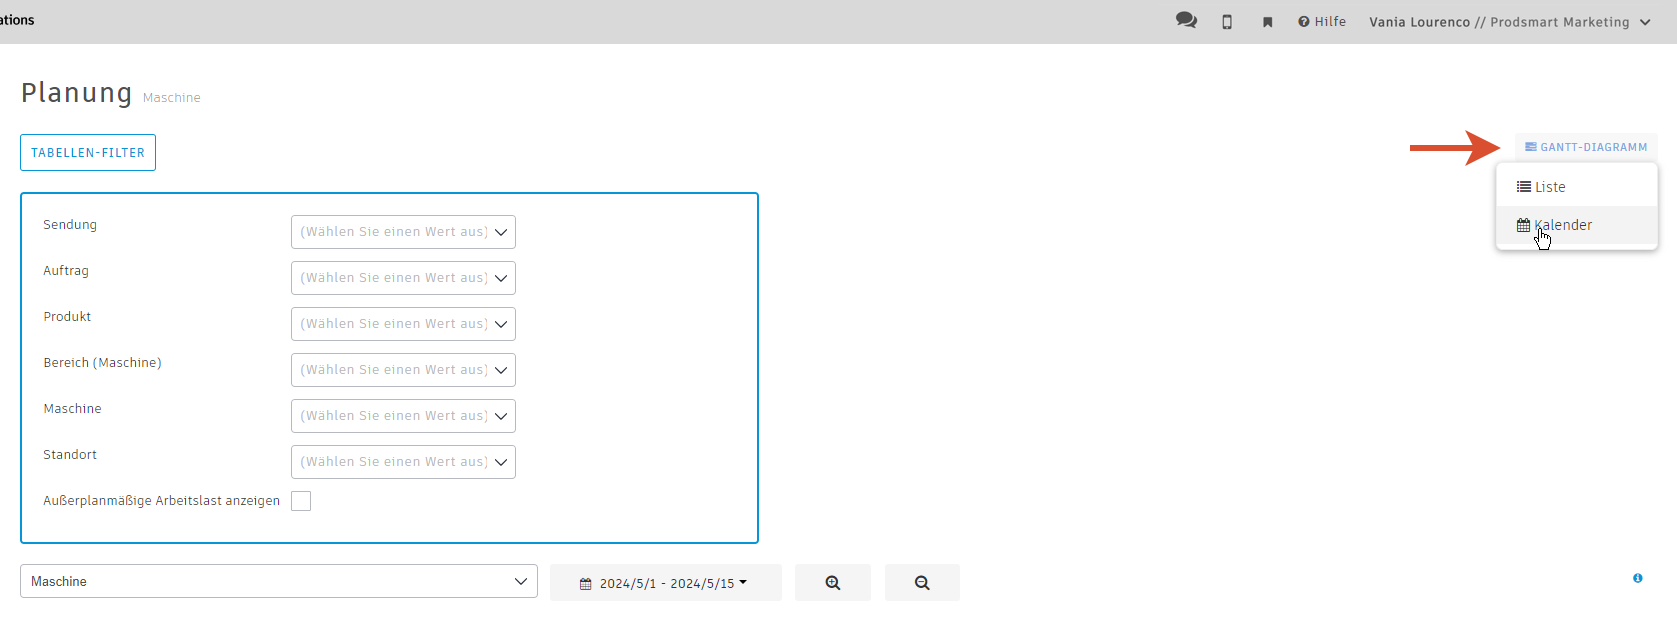 ations
Hilfe
Vania Lourenco // Prodsmart Marketing
Planung Maschine
TABELLEN-FILTER
GANTT-DIAGRAMM
Liste
Kalender
Sendung (Wählen Sie einen Wert aus)
Auftrag (Wählen Sie einen Wert aus)
Produkt (Wählen Sie einen Wert aus)
Bereich (Maschine) (Wählen Sie einen Wert aus)
Maschine (Wählen Sie einen Wert aus)
Standort (Wählen Sie einen Wert aus)
Außerplanmäßige Arbeitslast anzeigen
Maschine
2024/5/1 - 2024/5/15